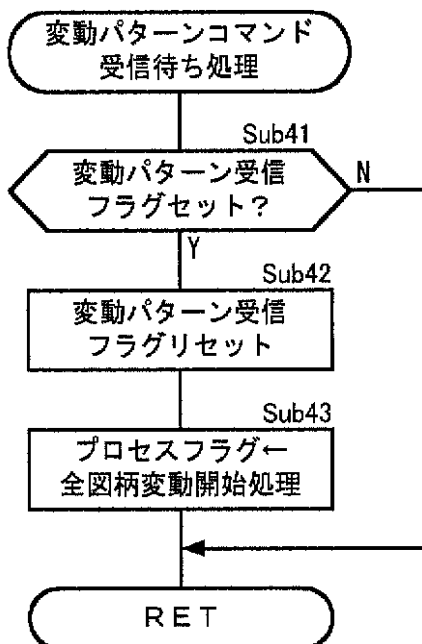 変動パターンコマンド
受信待ち処理
Sub41
変動パターン受信
フラグセット？
N
Y
Sub42
変動パターン受信
フラグリセット
Sub43
プロセスフラグ←
全図柄変動開始処理
RET